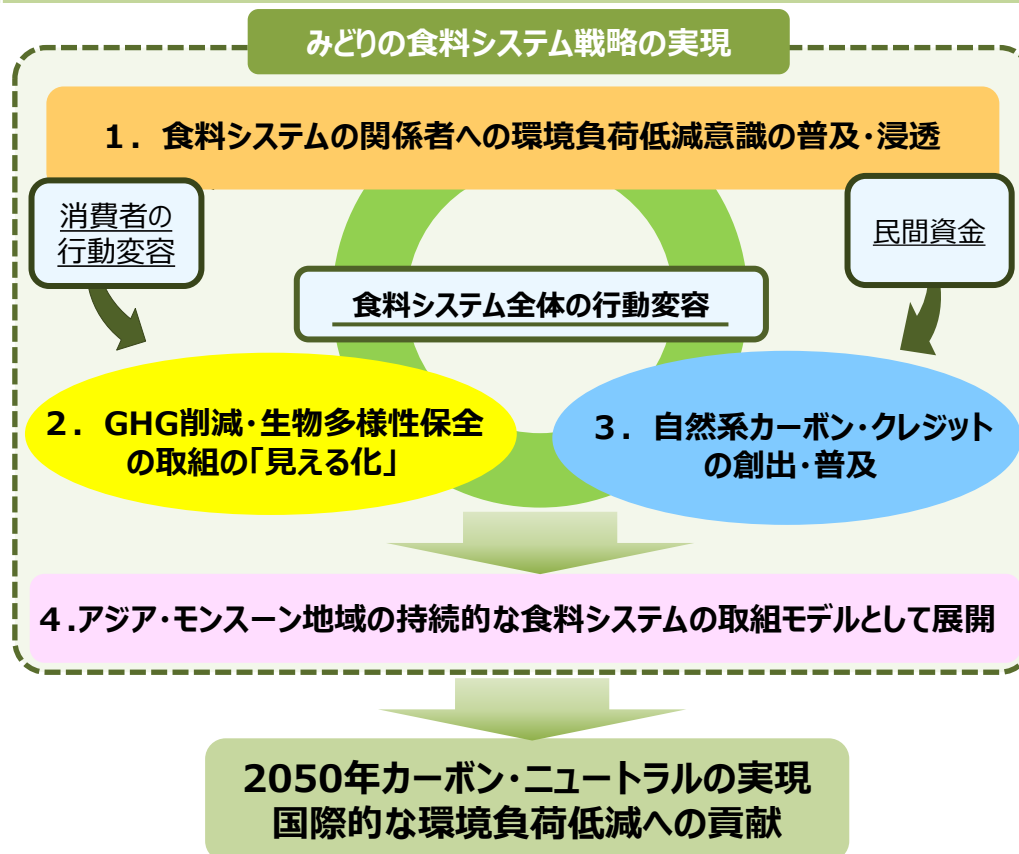 みどりの食料システム戦略の実現
1．食料システムの関係者への環境負荷低減意識の普及・浸透
消費者の
行動変容
民間資金
食料システム全体の行動変容
2．GHG削減・生物多様性保全
の取組の「見える化」
3．自然系カーボン・クレジット
の創出・普及
4.アジア・モンスーン地域の持続的な食料システムの取組モデルとして展開
2050年カーボン・ニュートラルの実現
国際的な環境負荷低減への貢献